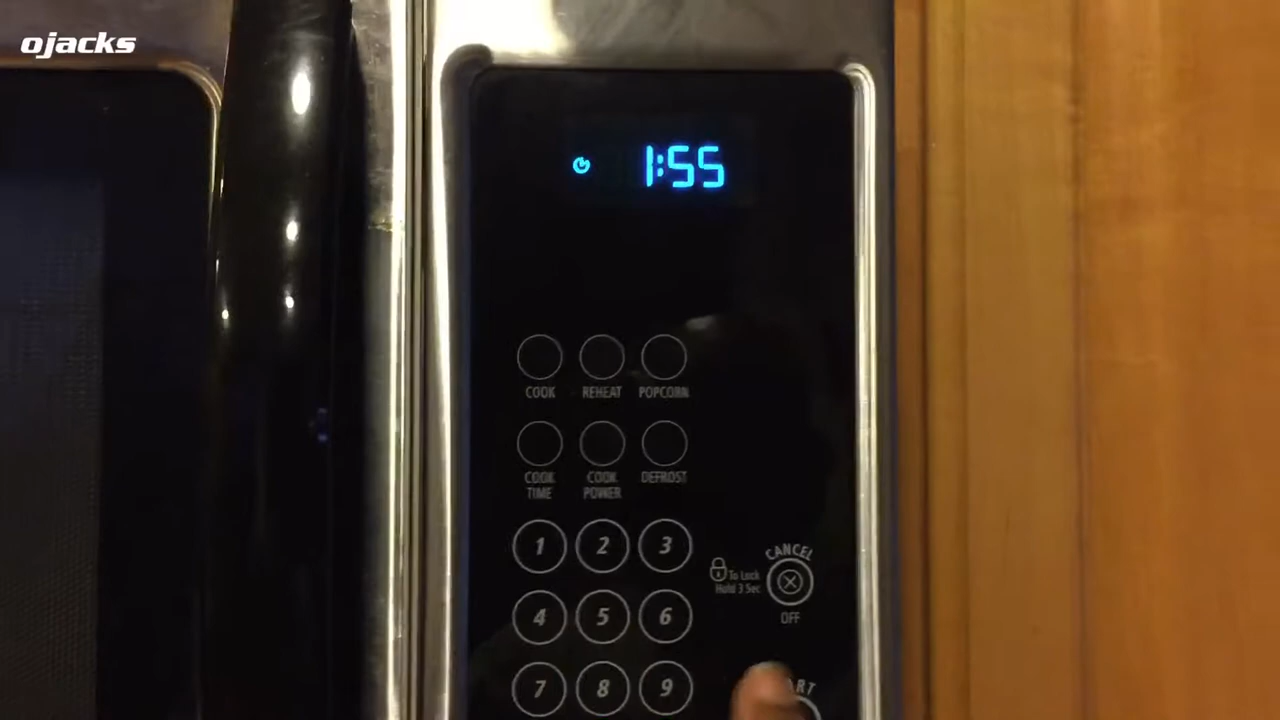 ojacks
1:55
COOK REHEAT POPCORN
COOK TIME COOK POWER DEFROST
1 2 3
CANCEL
To Lock
Hold 3 Sec
OFF
4 5 6
7 8 9